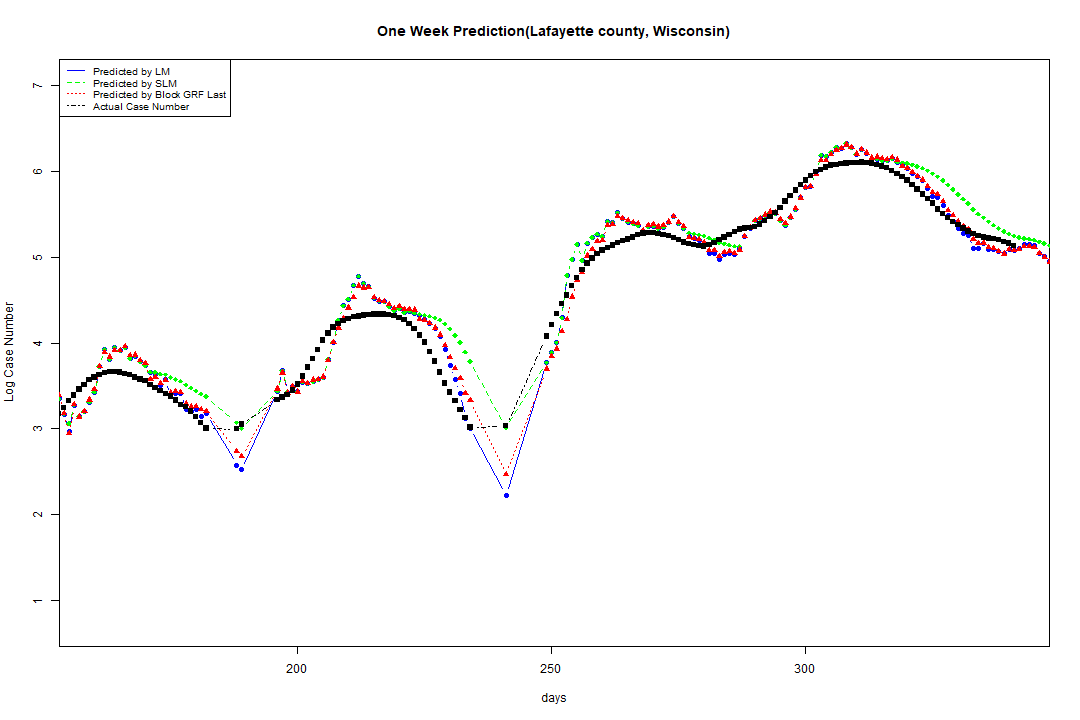 One Week Prediction(Lafayette county, Wisconsin)
Predicted by LM
Predicted by SLM
Predicted by Block GRF Last
Actual Case Number
7
6
5
4
3
2
1
Log Case Number
200
250
300
days